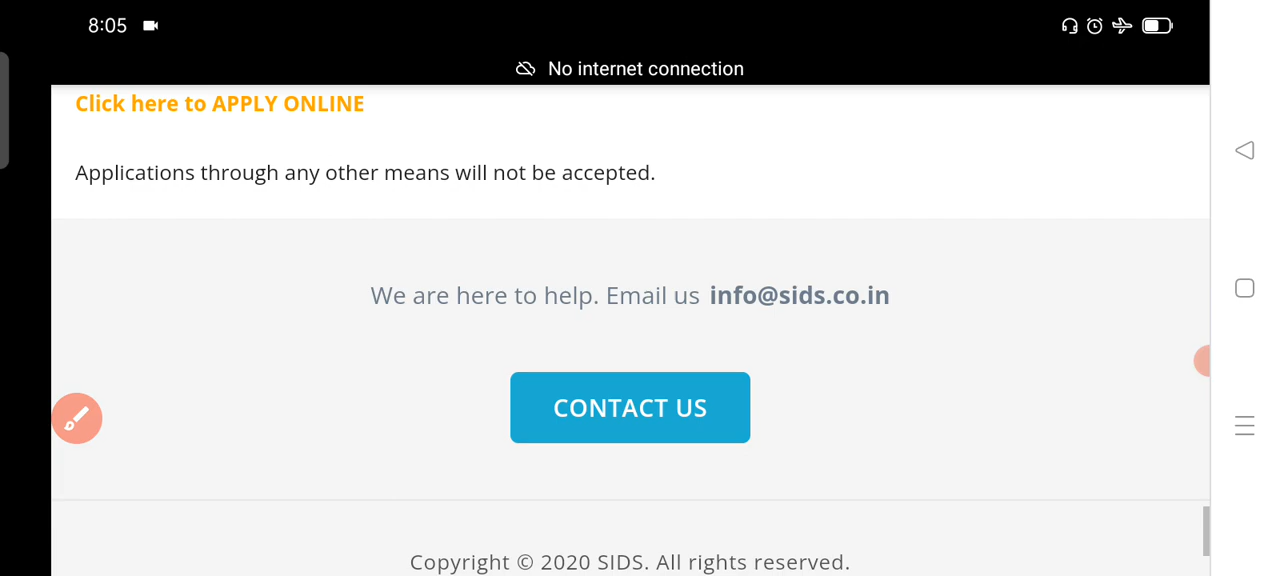 8:05
No internet connection
Click here to APPLY ONLINE
Applications through any other means will not be accepted.
We are here to help. Email us info@sids.co.in
CONTACT US
Copyright © 2020 SIDS. All rights reserved.